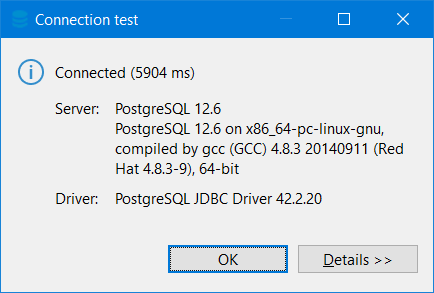 Connection test
Connected (5904 ms)
Server: PostgreSQL 12.6
PostgreSQL 12.6 on x86_64-pc-linux-gnu,
compiled by gcc (GCC) 4.8.3 20140911 (Red
Hat 4.8.3-9), 64-bit
Driver: PostgreSQL JDBC Driver 42.2.20
OK Details >>